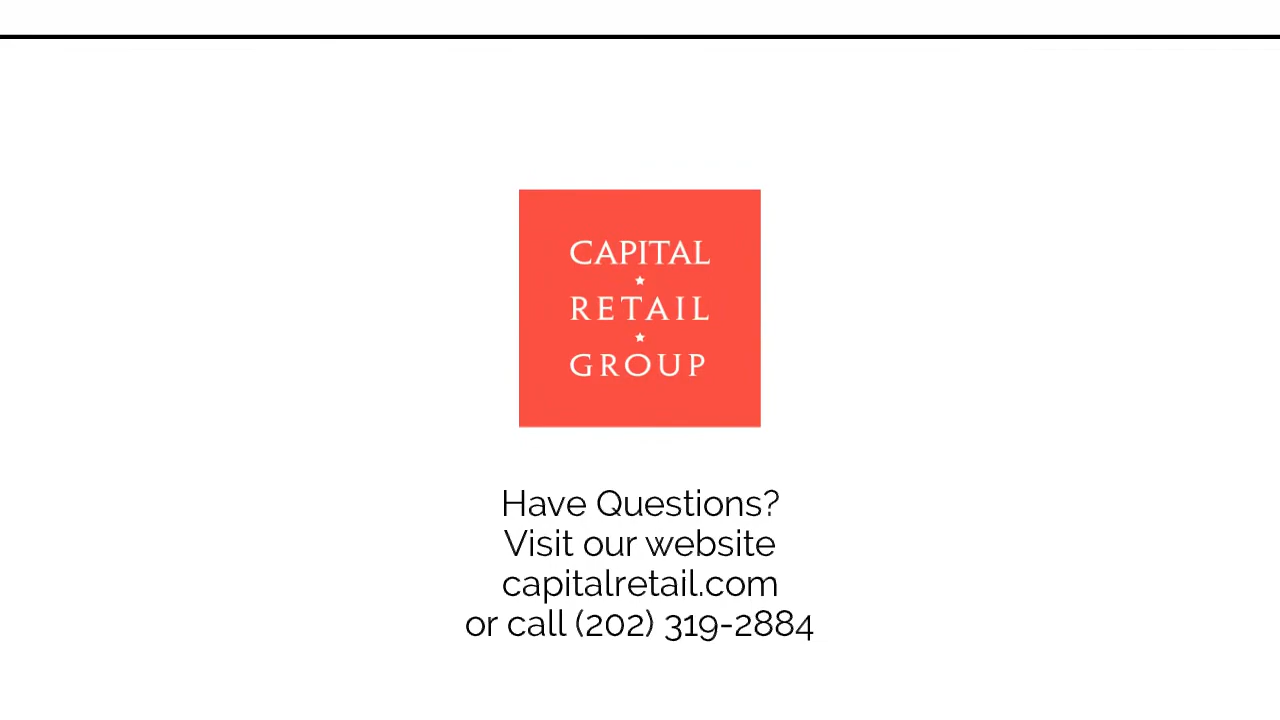 CAPITAL
RETAIL
GROUP
Have Questions?
Visit our website
capitalretail.com
or call (202) 319-2884